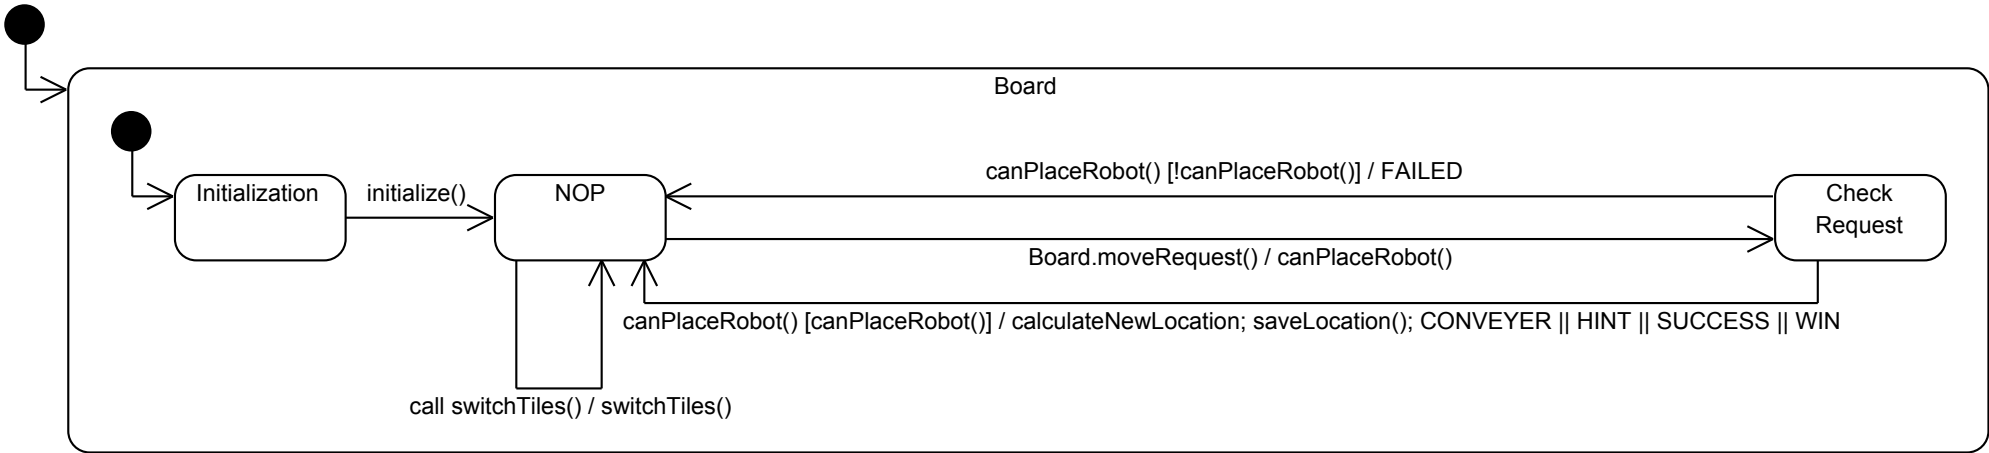 Board
canPlaceRobot() [!canPlaceRobot()] / FAILED
Initialization
initialize()
NOP
Check
Request
Board.moveRequest() / canPlaceRobot()
canPlaceRobot() [canPlaceRobot()] / calculateNewLocation; saveLocation(); CONVEYER || HINT || SUCCESS || WIN
call switchTiles() / switchTiles()